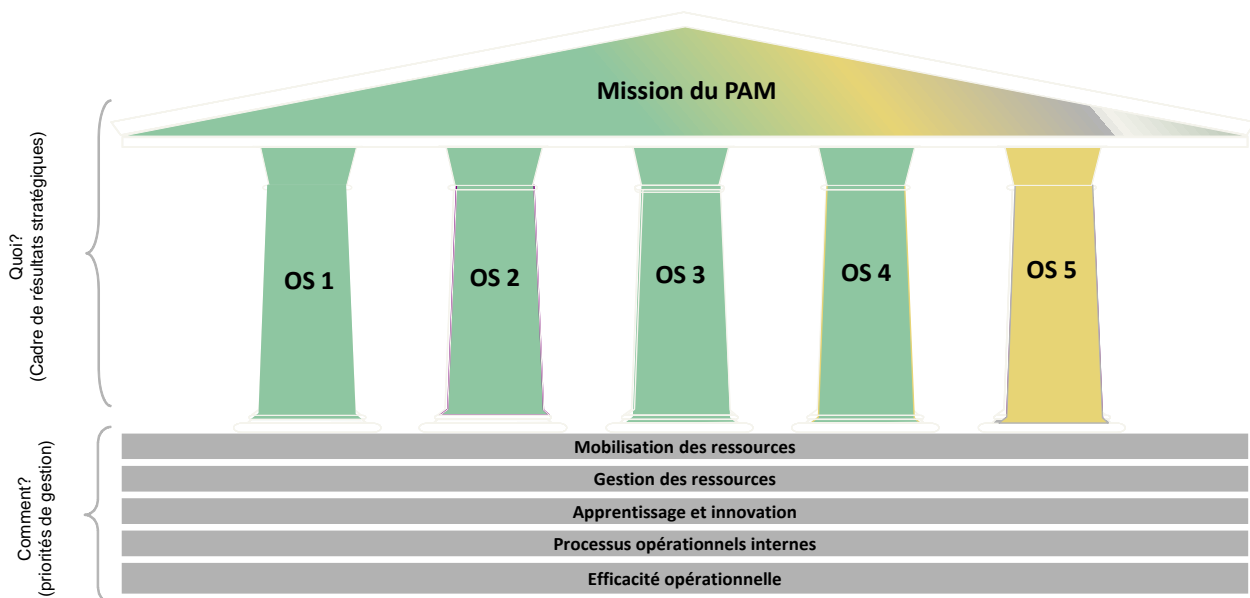 Mission du PAM
Quoi?
(Cadre de résultats stratégiques)
OS 1
OS 2
OS 3
OS 4
OS 5
Comment?
(priorités de gestion)
Mobilisation des ressources
Gestion des ressources
Apprentissage et innovation
Processus opérationnels internes
Efficacité opérationnelle